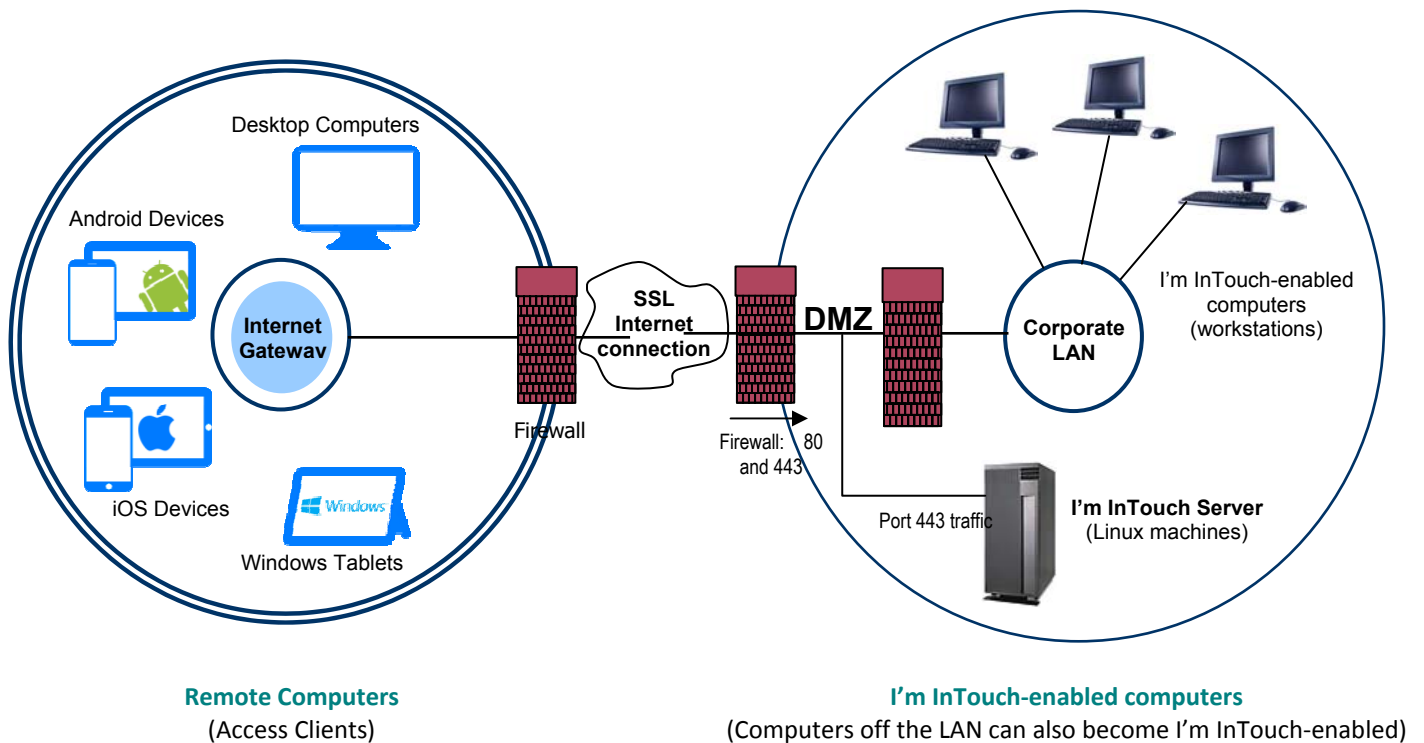 Desktop Computers
Android Devices
Internet
Gateway
iOS Devices
Windows
Windows Tablets
Firewall
SSL
Internet
connection
DMZ
Firewall: 80
and 443
Corporate
LAN
I’m InTouch-enabled
computers
(workstations)
Port 443 traffic
I’m InTouch Server
(Linux machines)
Remote Computers
(Access Clients)
I’m InTouch-enabled computers
(Computers off the LAN can also become I’m InTouch-enabled)